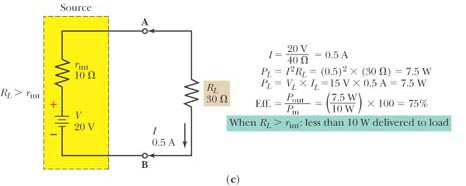 Source
A
r_int
10 Ω
R_L > r_int
+
V
20 V
−
R_L
30 Ω
I
0.5 A
B
I = 20 V / 40 Ω = 0.5 A
P_L = I²R_L = (0.5)² × (30 Ω) = 7.5 W
P_L = V_L × I_L = 15 V × 0.5 A = 7.5 W
Eff. = P_out / P_in = (7.5 W / 10 W) × 100 = 75%
When R_L > r_int: less than 10 W delivered to load
(c)